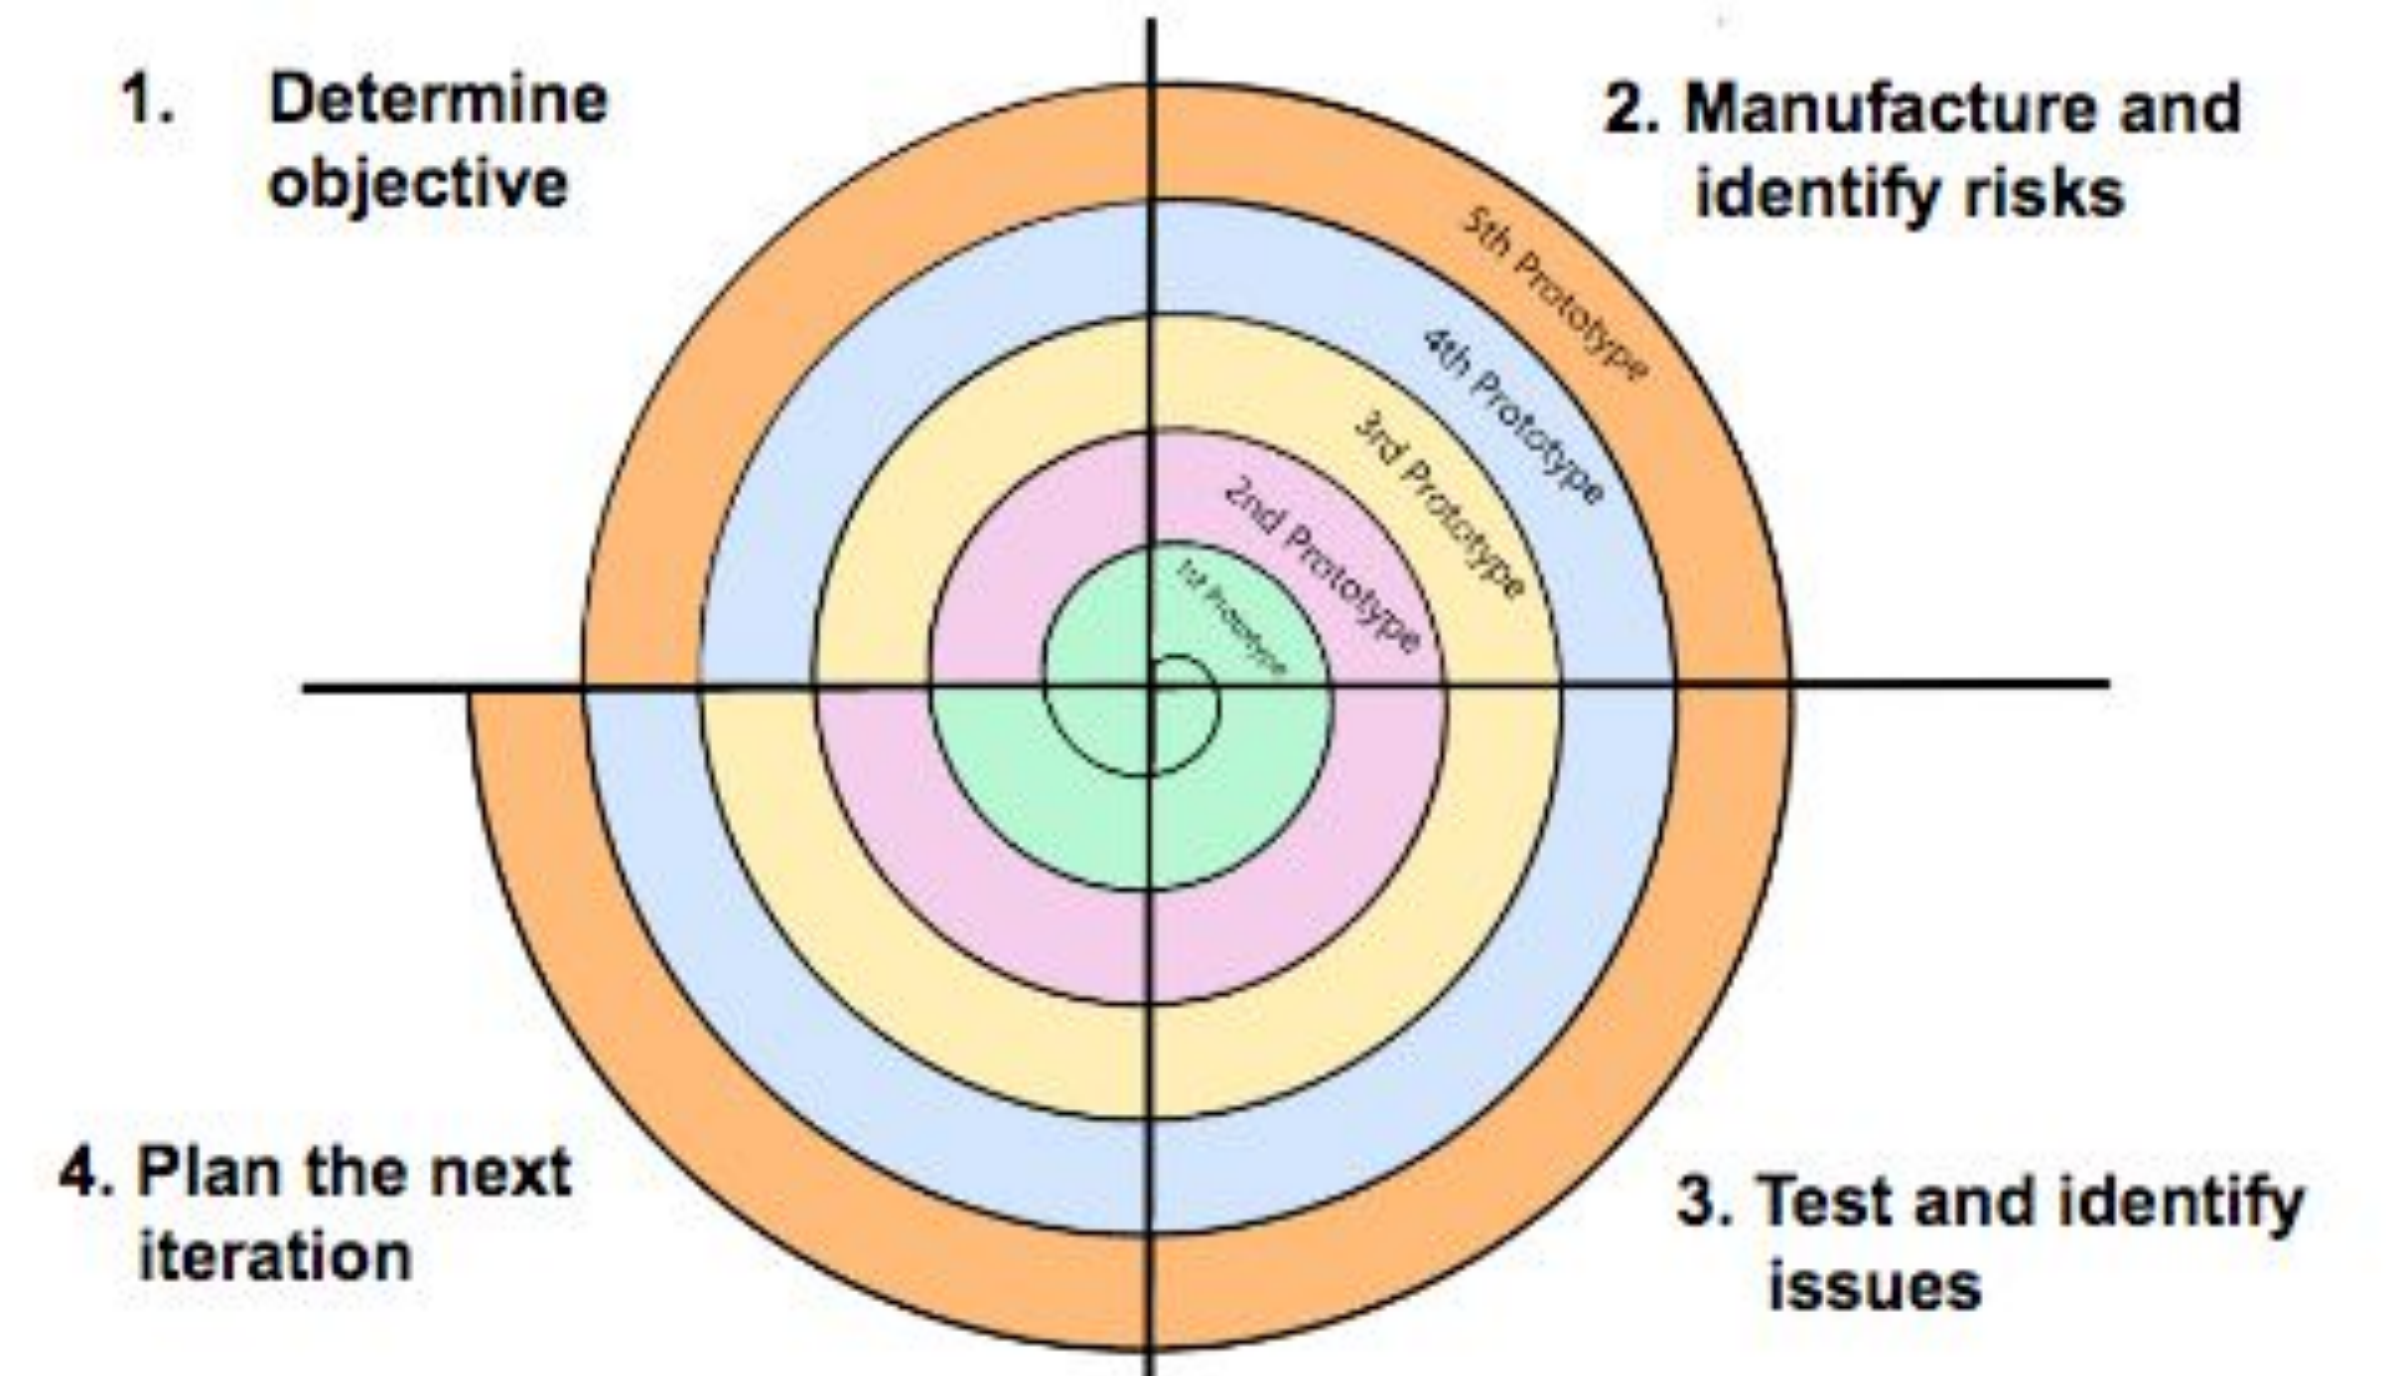 1. Determine
objective
2. Manufacture and
identify risks
5th Prototype
4th Prototype
3rd Prototype
2nd Prototype
1st Prototype
4. Plan the next
iteration
3. Test and identify
issues